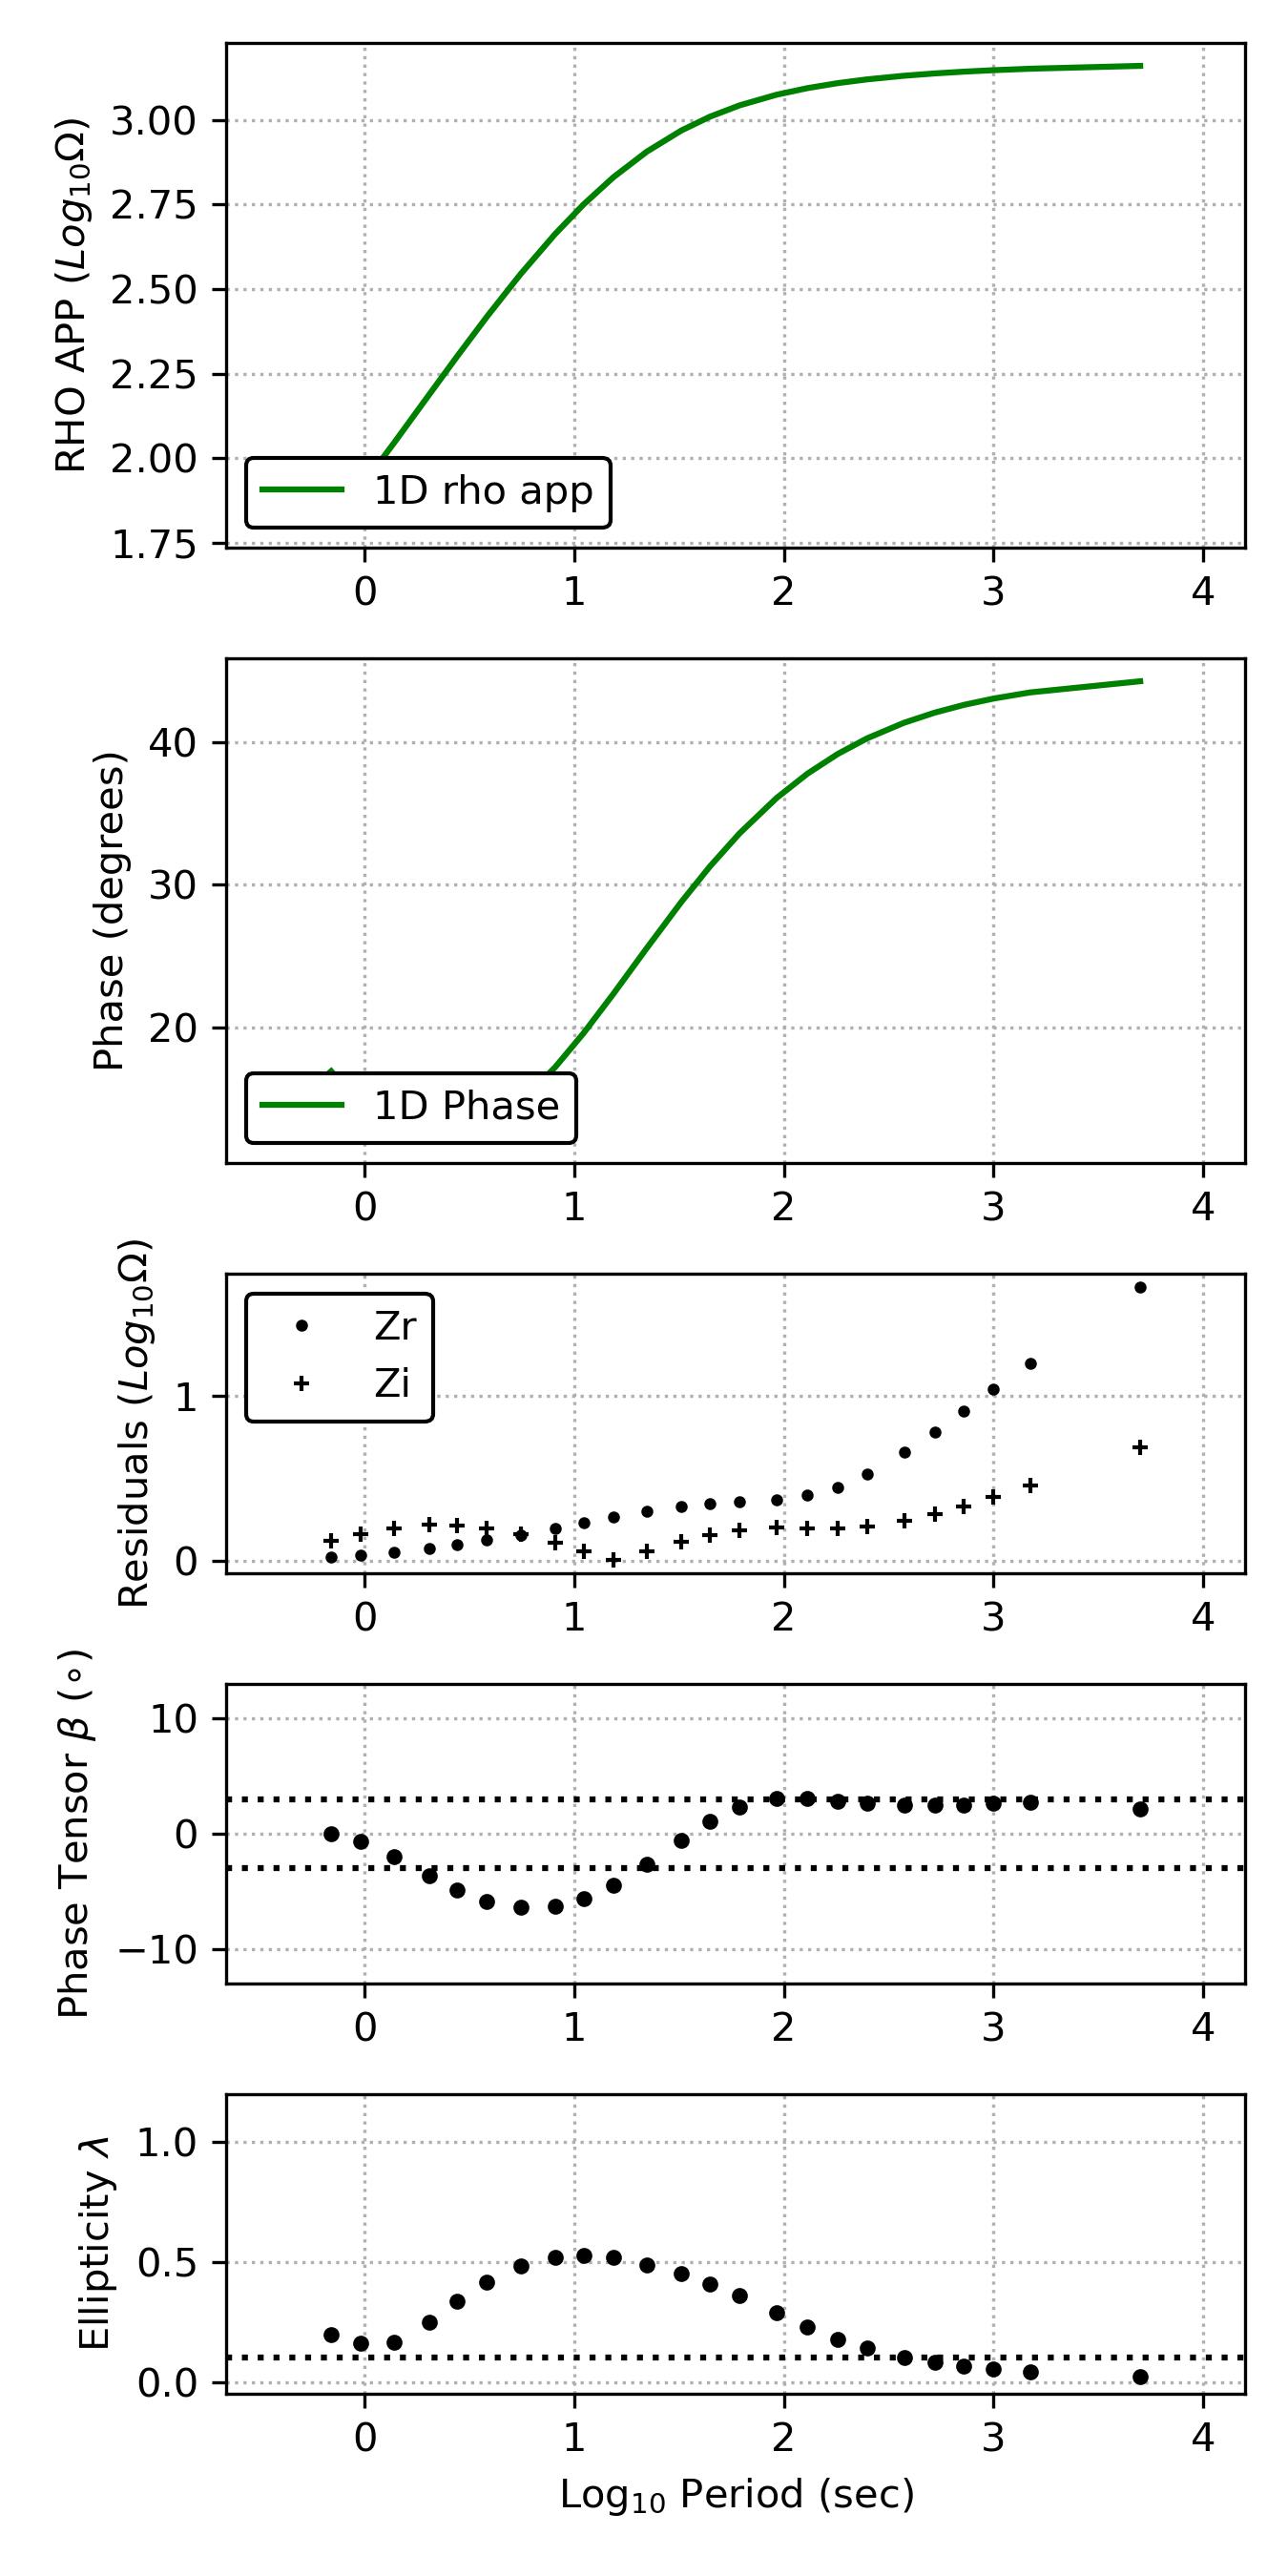 RHO APP (Log₁₀Ω)
3.00
2.75
2.50
2.25
2.00
1.75
1D rho app
0 1 2 3 4
Phase (degrees)
40
30
20
1D Phase
0 1 2 3 4
Residuals (Log₁₀Ω)
Zr
Zi
1
0
0 1 2 3 4
Phase Tensor β (∘)
10
0
−10
0 1 2 3 4
Ellipticity λ
1.0
0.5
0.0
0 1 2 3 4
Log₁₀ Period (sec)